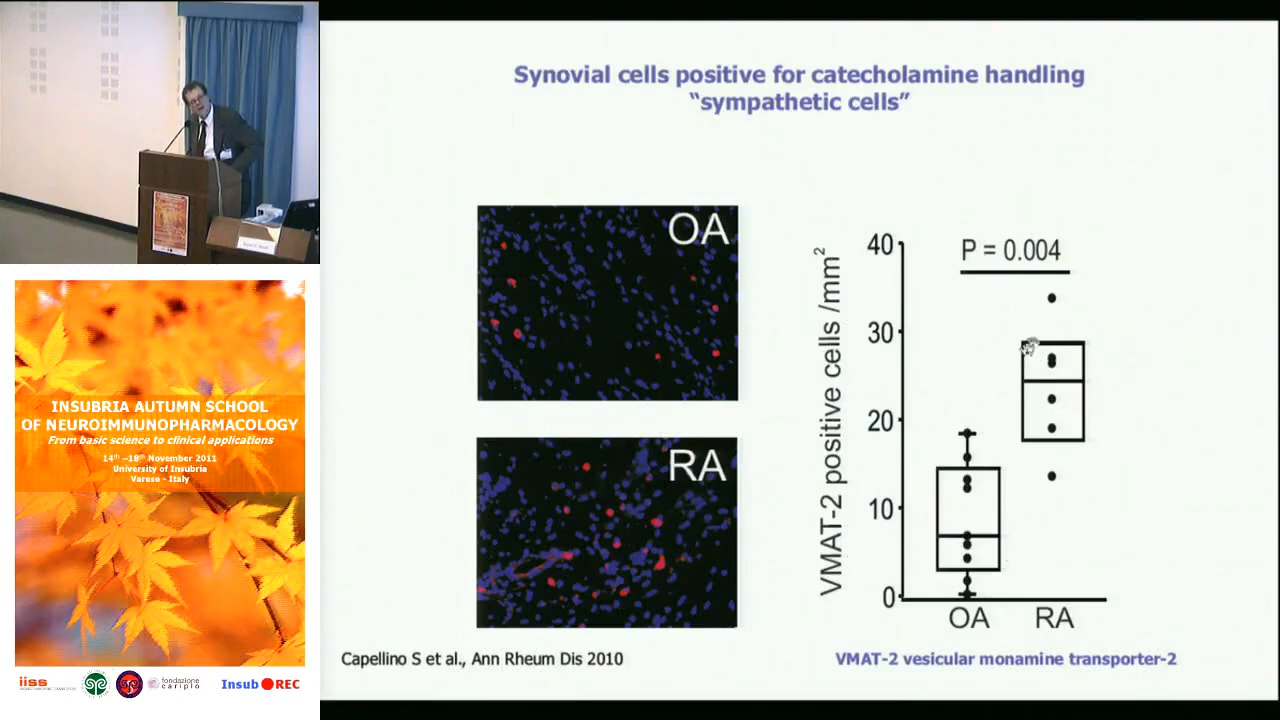 Synovial cells positive for catecholamine handling
“sympathetic cells”
OA
RA
VMAT-2 positive cells /mm²
40
30
20
10
0
P = 0.004
OA
RA
Capellino S et al., Ann Rheum Dis 2010
VMAT-2 vesicular monamine transporter-2
INSUBRIA AUTUMN SCHOOL
OF NEUROIMMUNOPHARMACOLOGY
From basic science to clinical applications
14th –18th November 2011
University of Insubria
Varese - Italy
iiss
fondazione
cariplo
Insub REC